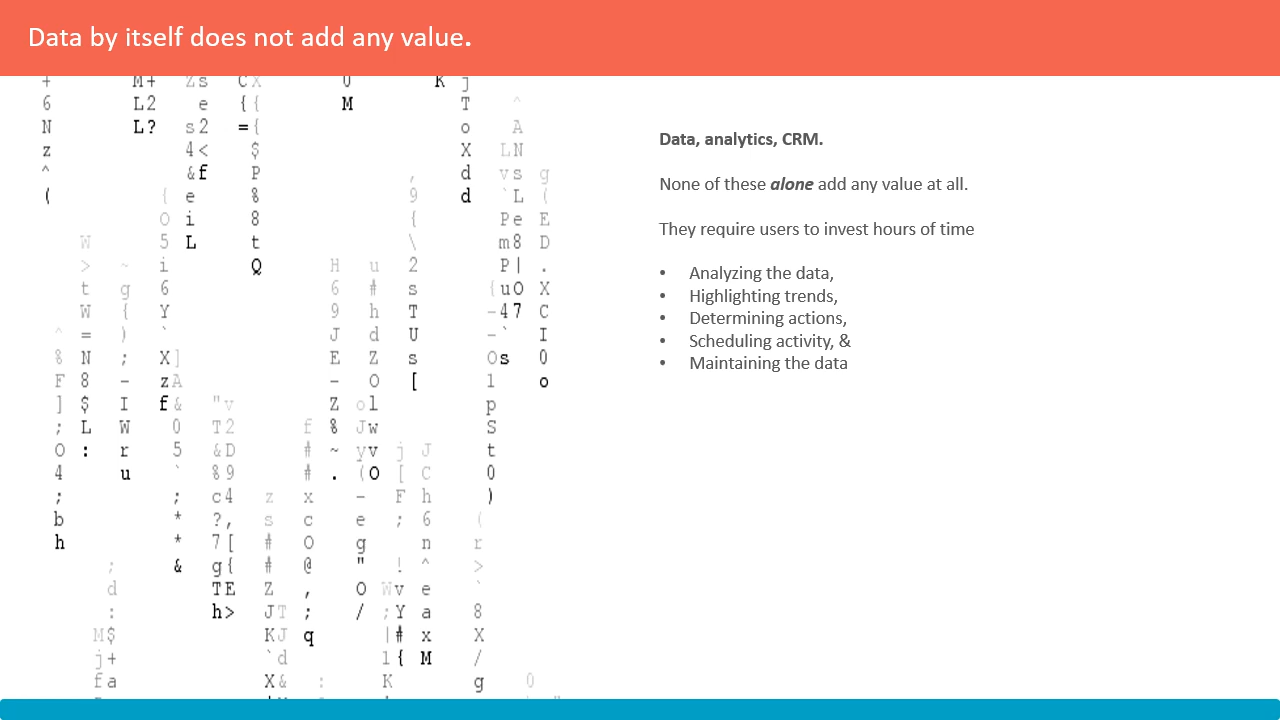 Data by itself does not add any value.
Data, analytics, CRM.
None of these alone add any value at all.
They require users to invest hours of time
• Analyzing the data,
• Highlighting trends,
• Determining actions,
• Scheduling activity, &
• Maintaining the data